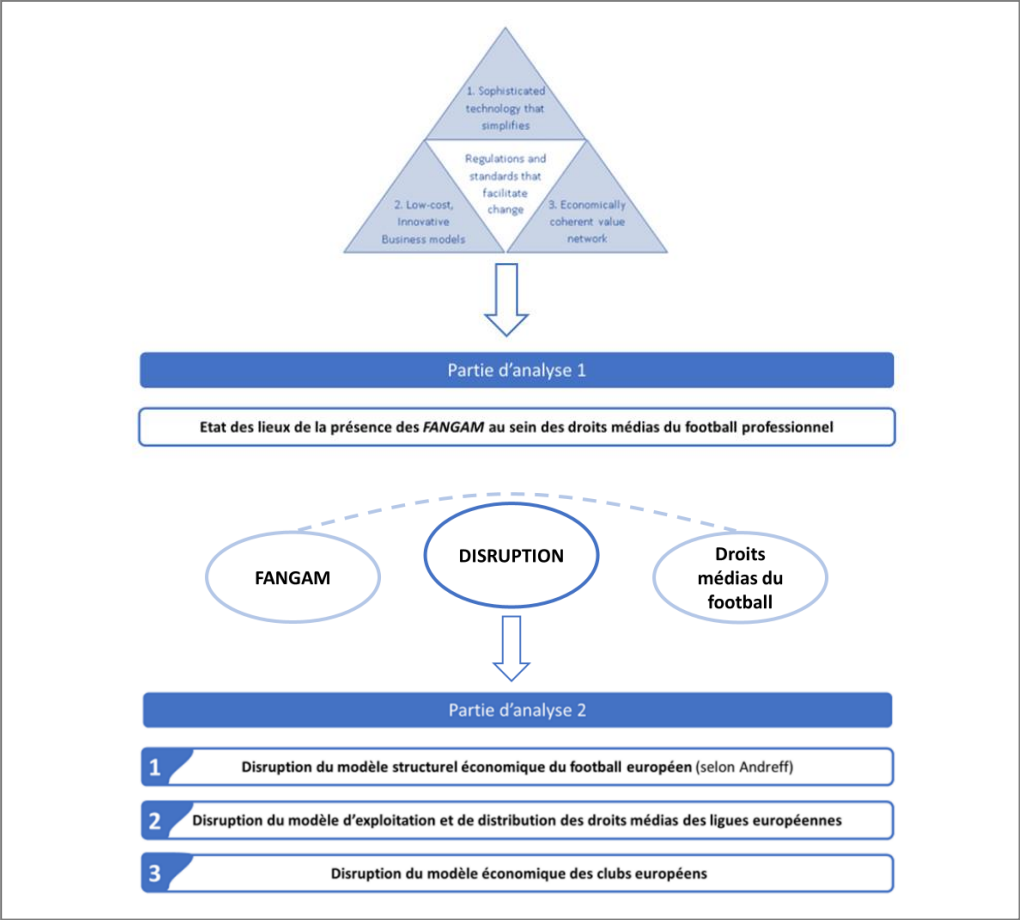 1. Sophisticated
technology that
simplifies
Regulations and
standards that
facilitate
change
2. Low-cost,
Innovative
Business models
3. Economically
coherent value
network
Partie d'analyse 1
Etat des lieux de la présence des FANGAM au sein des droits médias du football professionnel
FANGAM
DISRUPTION
Droits
médias du
football
Partie d'analyse 2
1 Disruption du modèle structurel économique du football européen (selon Andreff)
2 Disruption du modèle d'exploitation et de distribution des droits médias des ligues européennes
3 Disruption du modèle économique des clubs européens